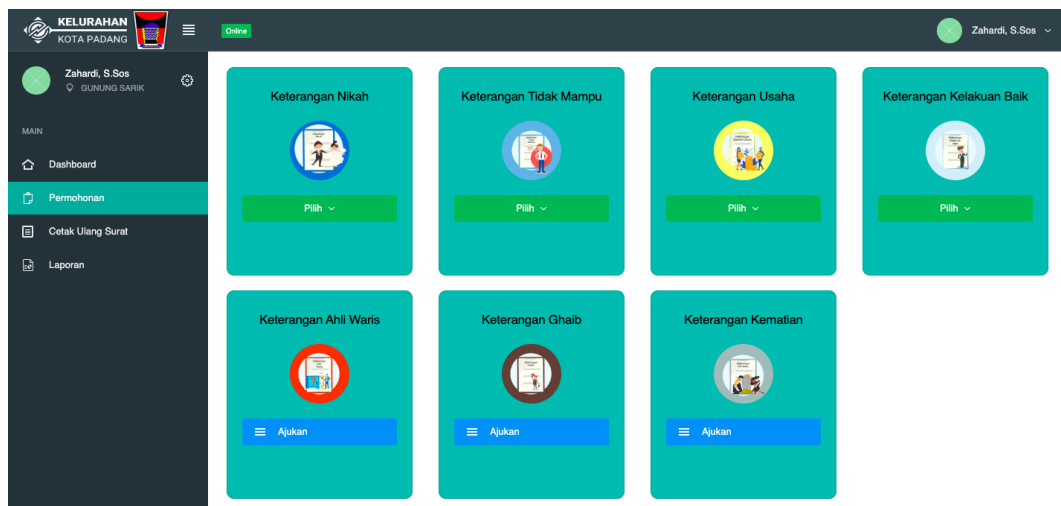 KELURAHAN
KOTA PADANG
Online
Zahardi, S.Sos
Zahardi, S.Sos
GUNUNG SARIK
MAIN
Dashboard
Permohonan
Cetak Ulang Surat
Laporan
Keterangan Nikah
Keterangan Tidak Mampu
Keterangan Usaha
Keterangan Kelakuan Baik
Pilih
Pilih
Pilih
Pilih
Keterangan Ahli Waris
Keterangan Ghaib
Keterangan Kematian
Ajukan
Ajukan
Ajukan